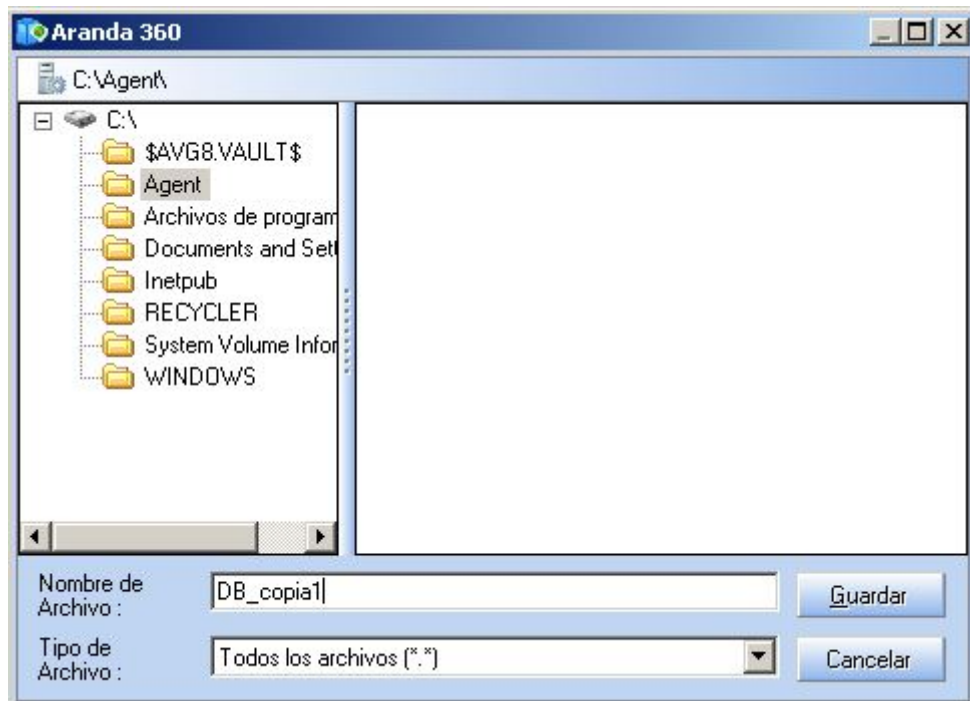 Aranda 360
C:\Agent\
C:\
$AVG8.VAULT$
Agent
Archivos de program
Documents and Sett
Inetpub
RECYCLER
System Volume Infor
WINDOWS
Nombre de
Archivo :
DB_copia1
Guardar
Tipo de
Archivo :
Todos los archivos (*.*)
Cancelar